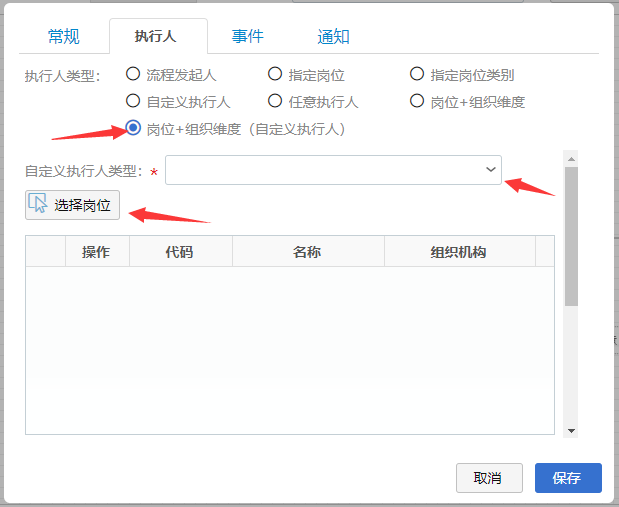 常规 执行人 事件 通知
执行人类型： 流程发起人 指定岗位 指定岗位类别
自定义执行人 任意执行人 岗位+组织维度
岗位+组织维度（自定义执行人）
自定义执行人类型：*
选择岗位
操作 代码 名称 组织机构
取消 保存